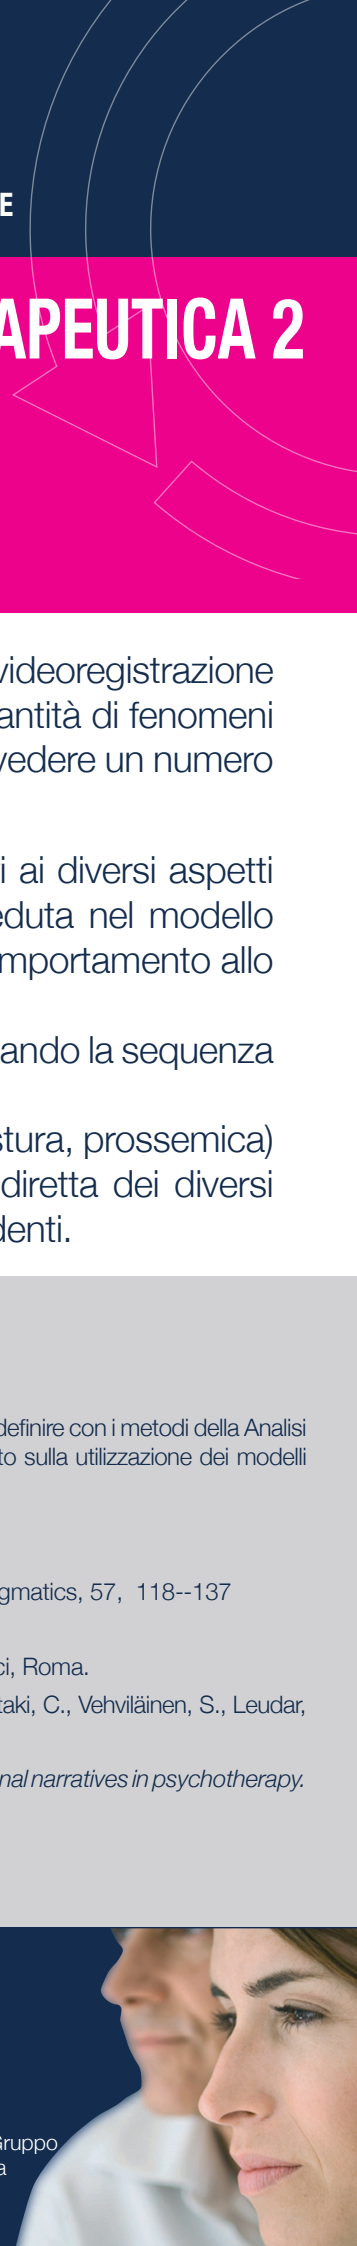 E
APEUTICA 2
videoregistrazione
antità di fenomeni
vedere un numero
i ai diversi aspetti
eduta nel modello
mportamento allo
ando la sequenza
stura, prossemica)
diretta dei diversi
denti.
definire con i metodi della Analisi
to sulla utilizzazione dei modelli
gmatics, 57, 118--137
ci, Roma.
taki, C., Vehviläinen, S., Leudar,
nal narratives in psychotherapy.
Gruppo
a